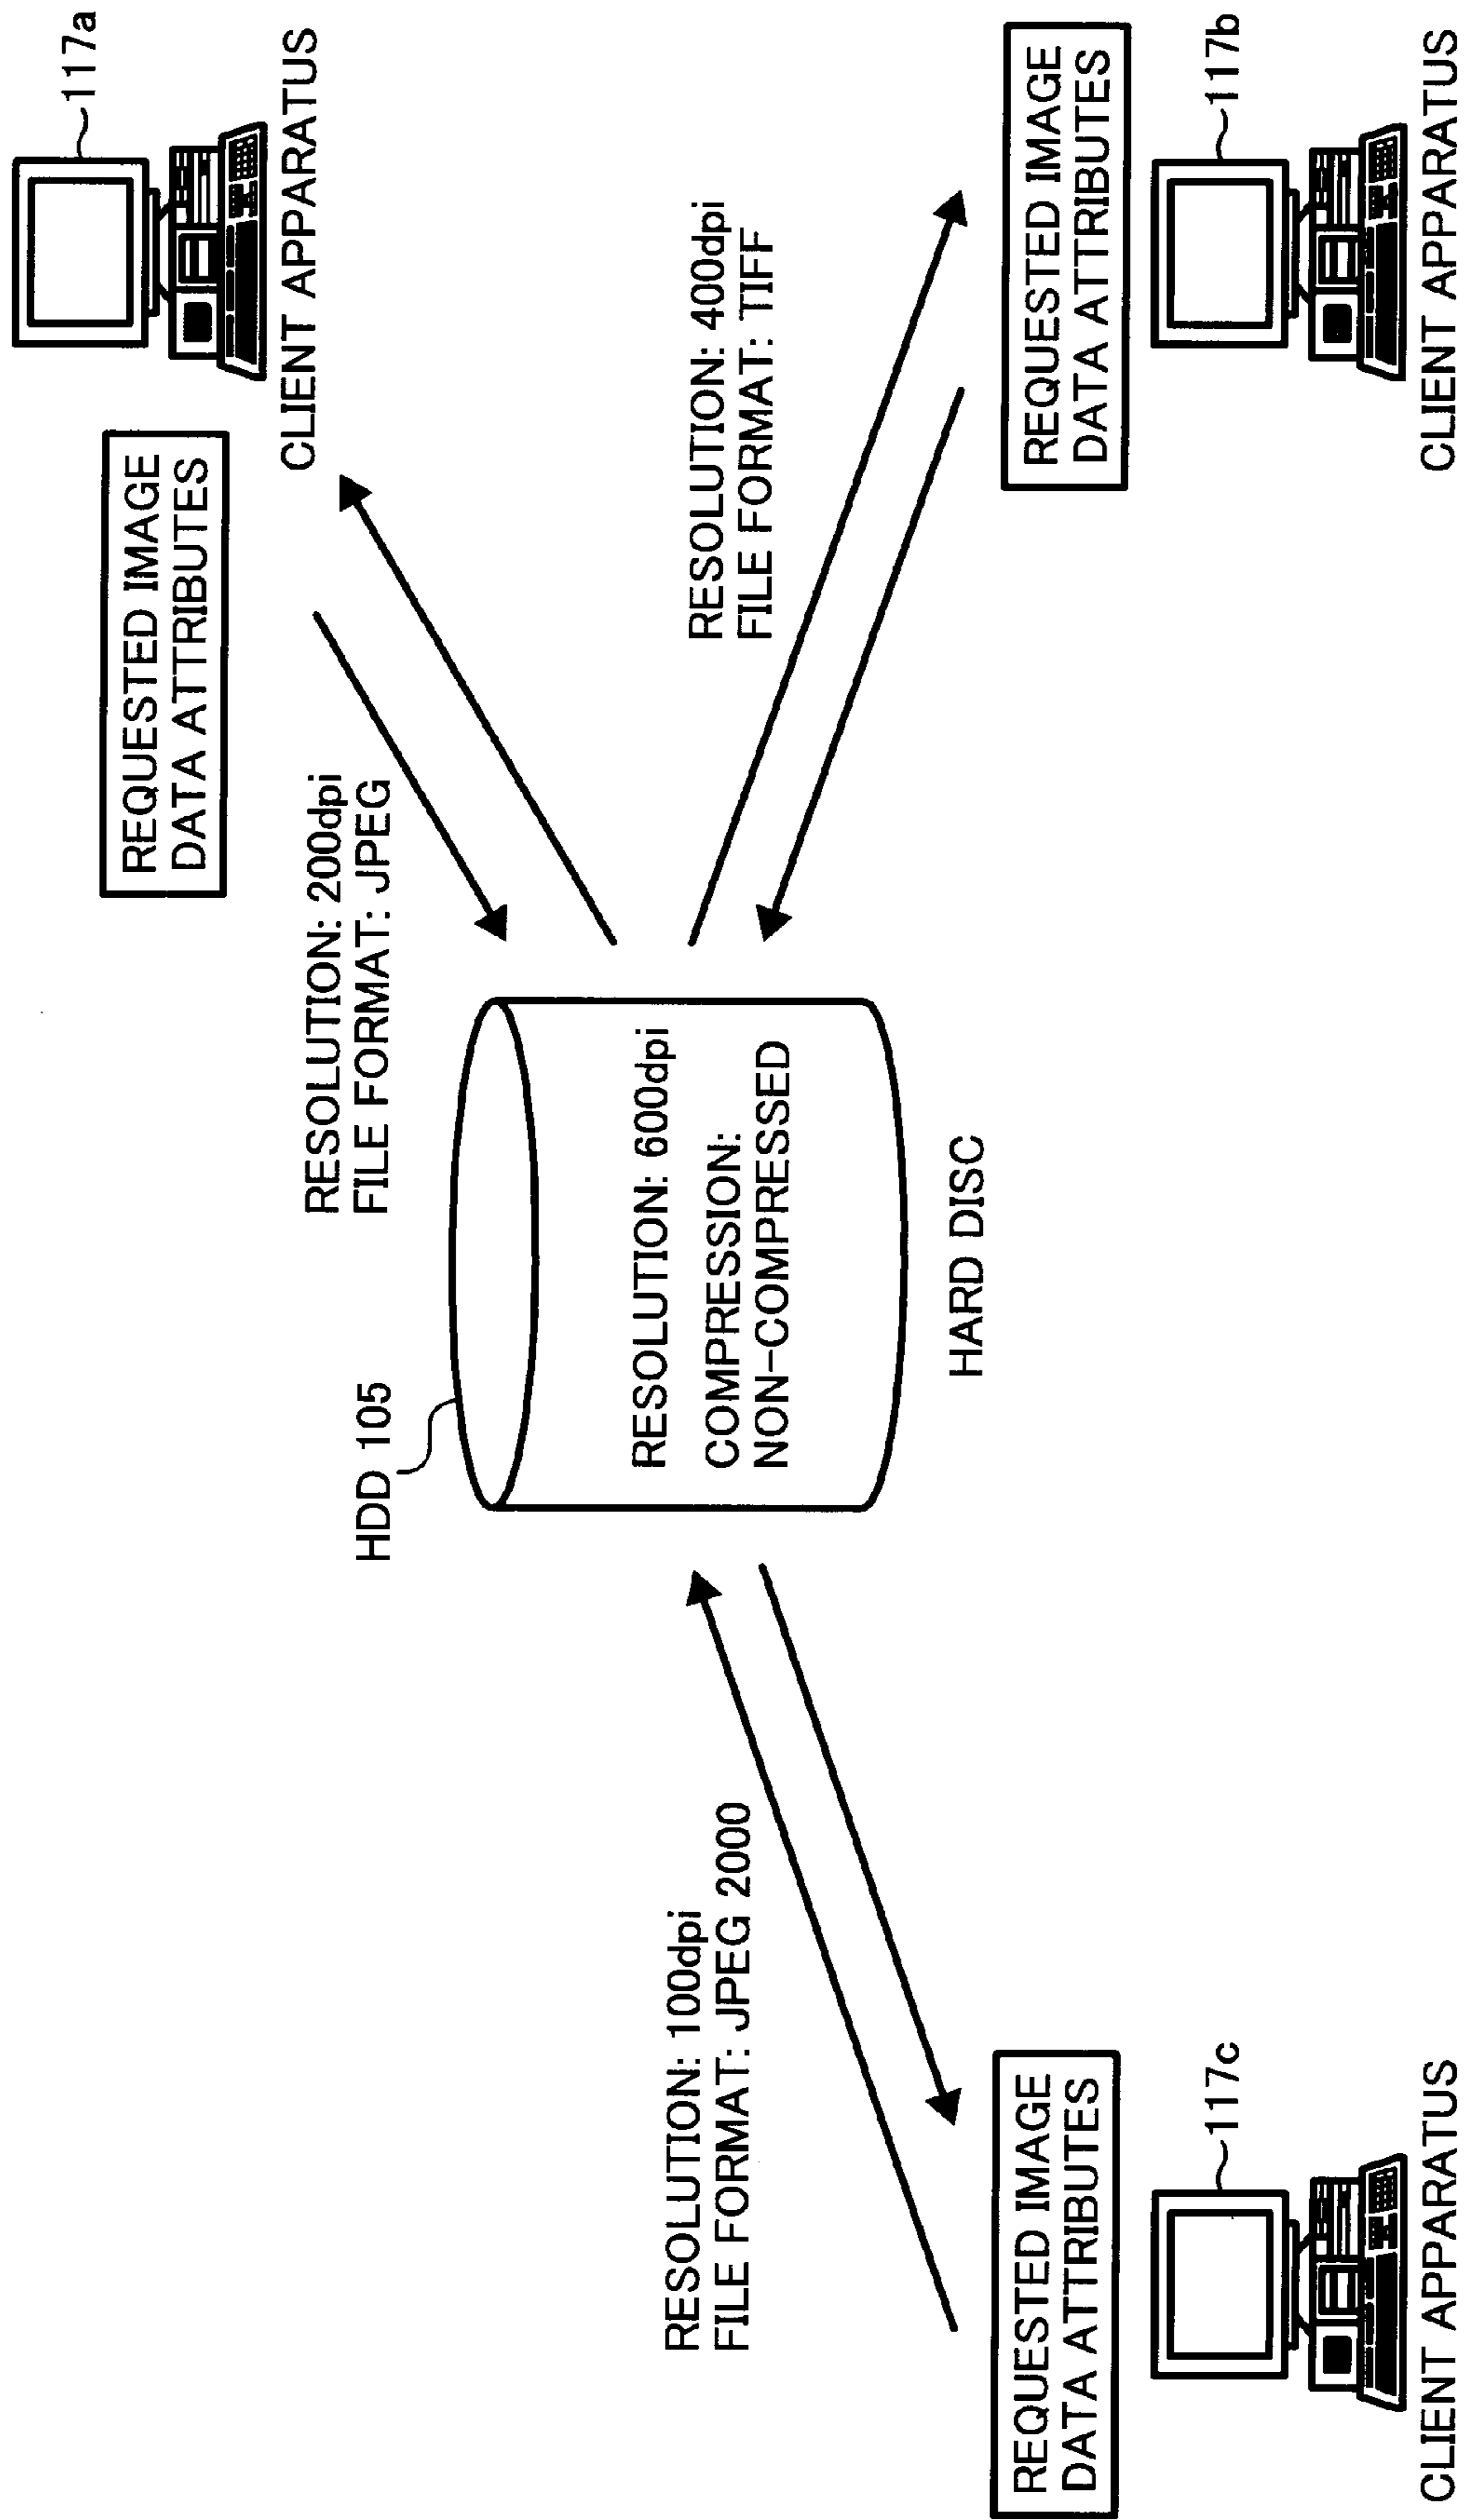 117a
CLIENT APPARATUS
REQUESTED IMAGE
DATA ATTRIBUTES
RESOLUTION: 200dpi
FILE FORMAT: JPEG
HDD 105
RESOLUTION: 600dpi
COMPRESSION:
NON-COMPRESSED
HARD DISC
RESOLUTION: 400dpi
FILE FORMAT: TIFF
REQUESTED IMAGE
DATA ATTRIBUTES
117b
CLIENT APPARATUS
RESOLUTION: 100dpi
FILE FORMAT: JPEG 2000
REQUESTED IMAGE
DATA ATTRIBUTES
117c
CLIENT APPARATUS